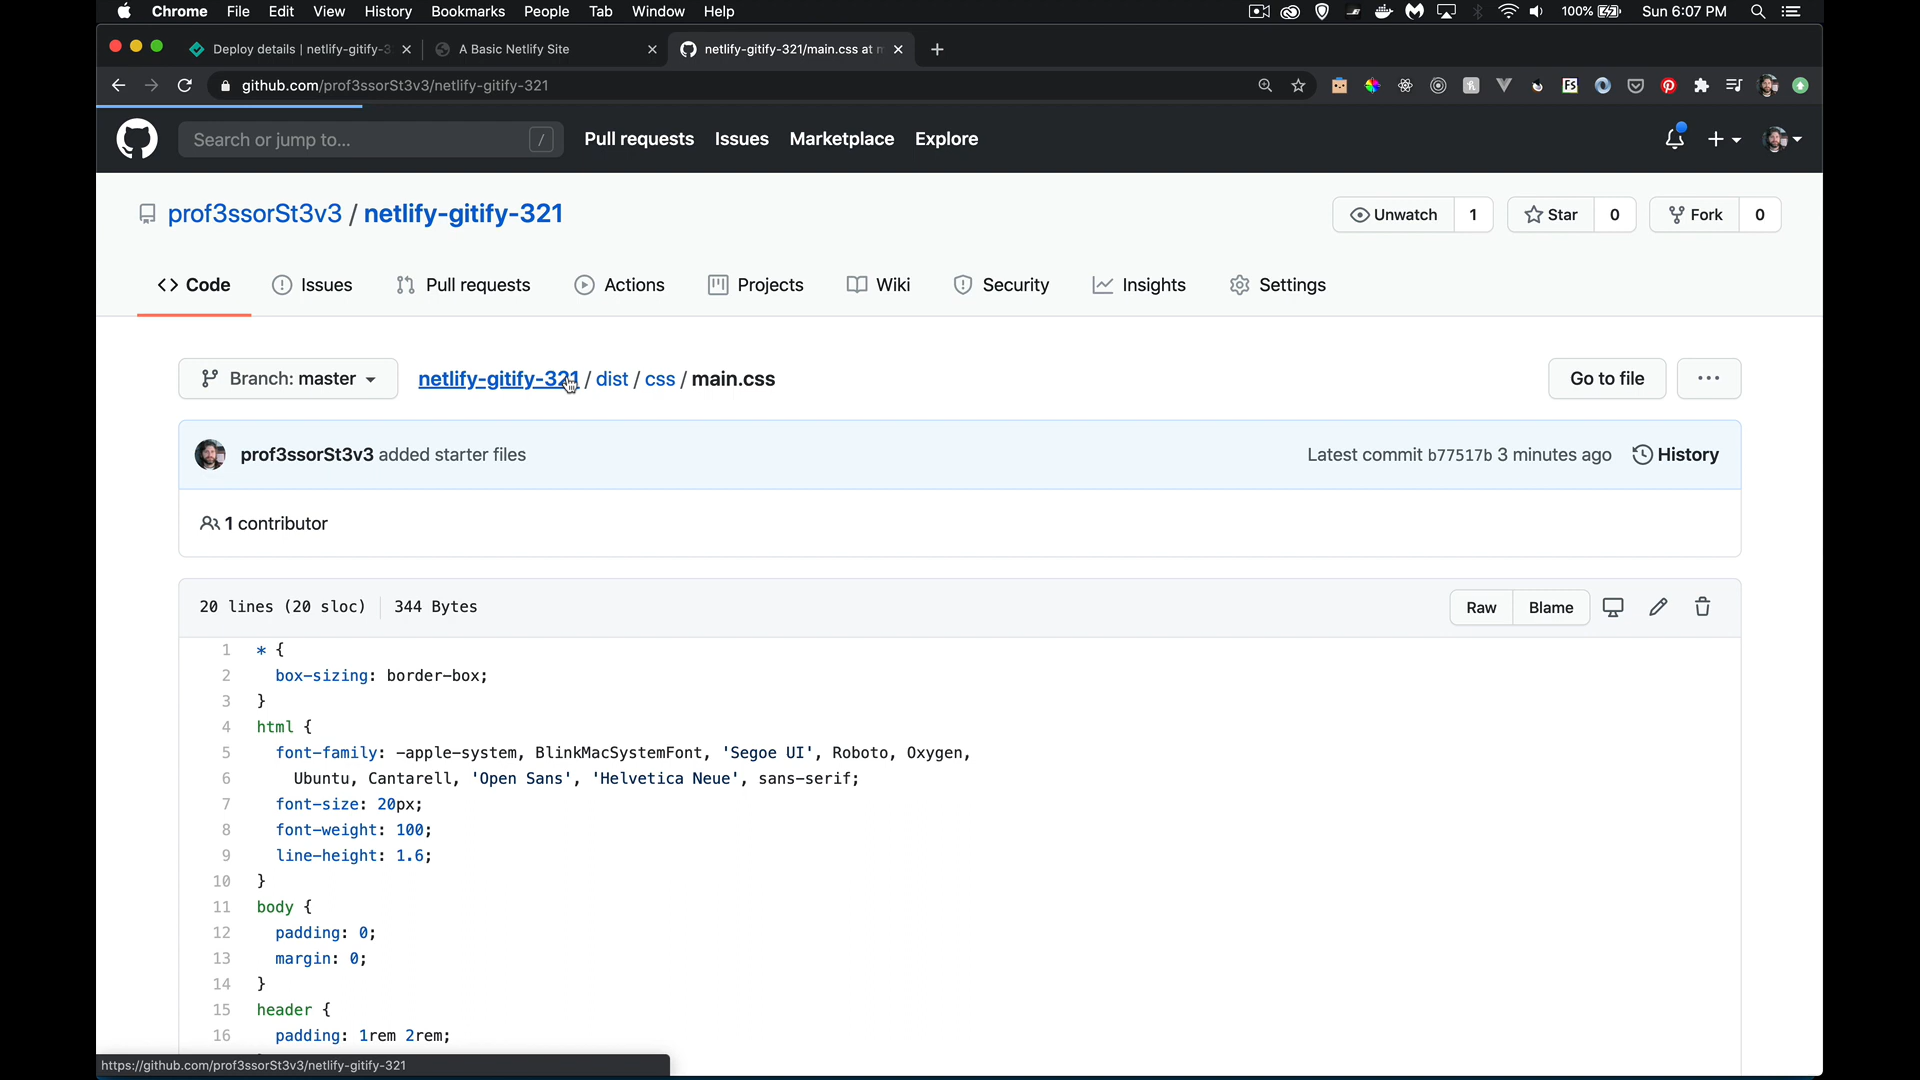 Chrome File Edit View History Bookmarks People Tab Window Help 100% Sun 6:07 PM
Deploy details | netlify-gitify-3 A Basic Netlify Site netlify-gitify-321/main.css at m
github.com/prof3ssorSt3v3/netlify-gitify-321
Search or jump to... / Pull requests Issues Marketplace Explore
prof3ssorSt3v3 / netlify-gitify-321 Unwatch 1 Star 0 Fork 0
Code Issues Pull requests Actions Projects Wiki Security Insights Settings
Branch: master netlify-gitify-321 / dist / css / main.css Go to file ...
prof3ssorSt3v3 added starter files Latest commit b77517b 3 minutes ago History
1 contributor
20 lines (20 sloc) 344 Bytes Raw Blame
1 * {
2 box-sizing: border-box;
3 }
4 html {
5 font-family: -apple-system, BlinkMacSystemFont, 'Segoe UI', Roboto, Oxygen,
6 Ubuntu, Cantarell, 'Open Sans', 'Helvetica Neue', sans-serif;
7 font-size: 20px;
8 font-weight: 100;
9 line-height: 1.6;
10 }
11 body {
12 padding: 0;
13 margin: 0;
14 }
15 header {
16 padding: 1rem 2rem;
https://github.com/prof3ssorSt3v3/netlify-gitify-321